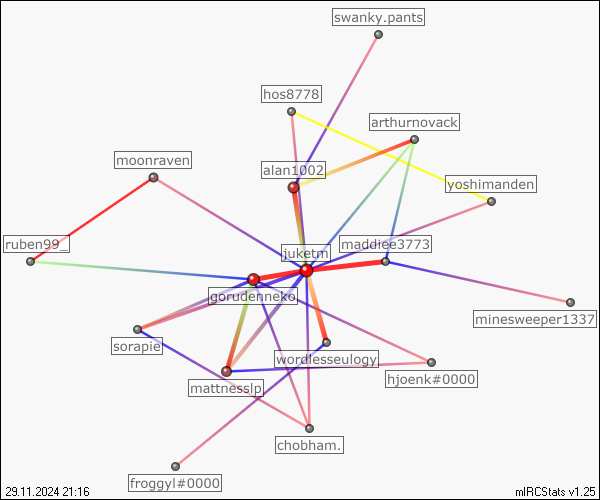 swanky.pants
hos8778
arthurnovack
moonraven
alan1002
yoshimanden
ruben99_
juketm
maddiee3773
gorudenneko
minesweeper1337
sorapie
wordlesseulogy
mattnesslp
hjoenk#0000
chobham.
froggyl#0000
29.11.2024 21:16
mIRCStats v1.25